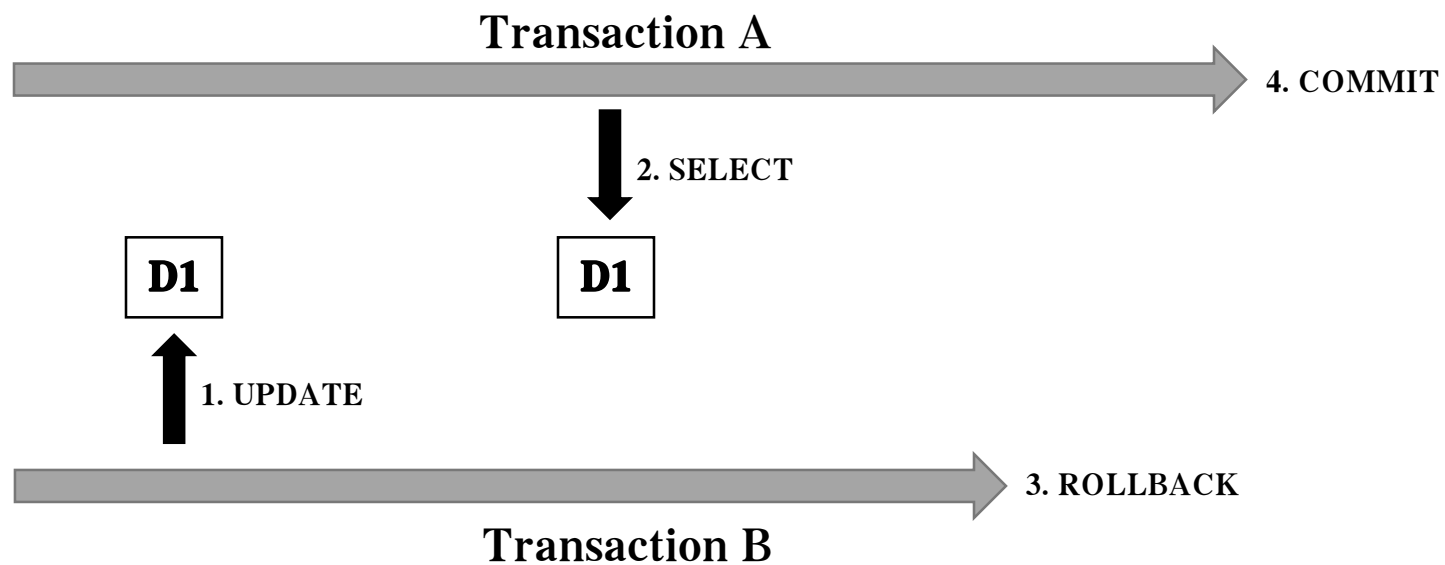 Transaction A
4. COMMIT
2. SELECT
D1
D1
1. UPDATE
3. ROLLBACK
Transaction B